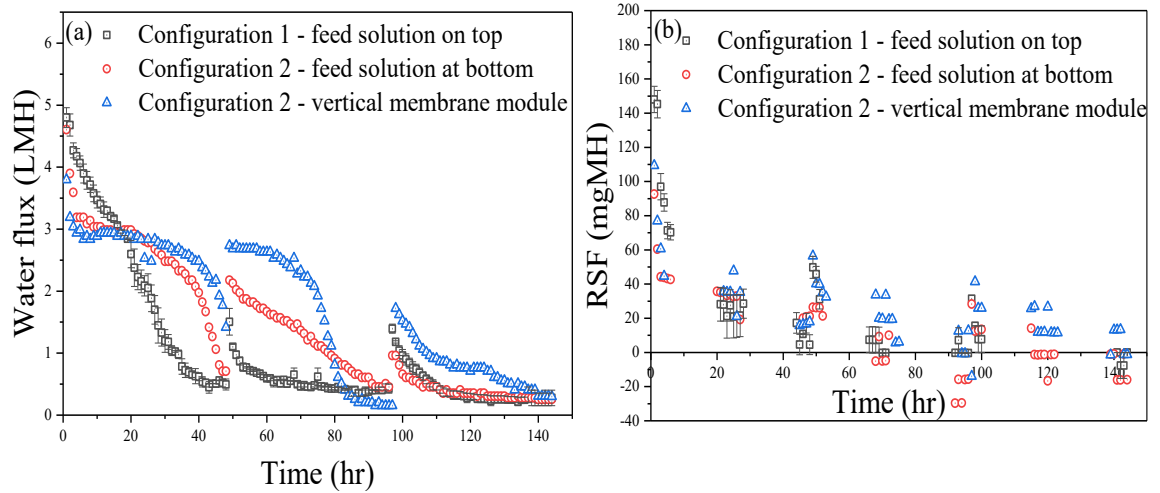 (a)
Configuration 1 - feed solution on top
Configuration 2 - feed solution at bottom
Configuration 2 - vertical membrane module
Water flux (LMH)
6
5
4
3
2
1
0
0 20 40 60 80 100 120 140
Time (hr)
(b)
Configuration 1 - feed solution on top
Configuration 2 - feed solution at bottom
Configuration 2 - vertical membrane module
RSF (mgMH)
200
180
160
140
120
100
80
60
40
20
0
-20
-40
0 20 40 60 80 100 120 140
Time (hr)